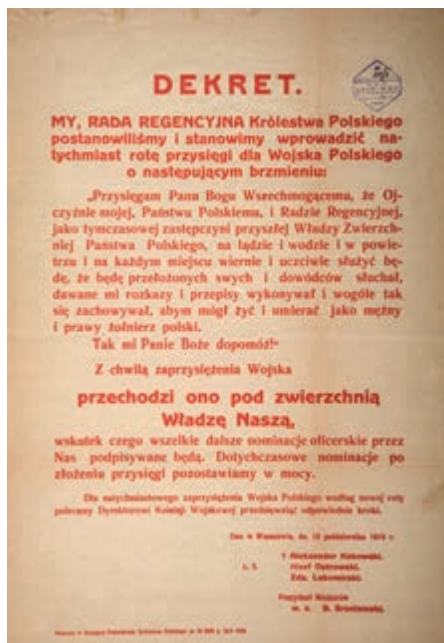 DEKRET.
MY, RADA REGENCYJNA Królestwa Polskiego
postanowiliśmy i stanowimy wprowadzić na-
tychmiast rotę przysięgi dla Wojska Polskiego
o następującym brzmieniu:
„Przysięgam Panu Bogu Wszechmogącemu, że Oj-
czyźnie mojej, Państwu Polskiemu, i Radzie Regencyjnej,
jako tymczasowej zastępczyni przyszłej Władzy Zwierzch-
niej Państwa Polskiego, na lądzie i wodzie i w powie-
trzu i na każdym miejscu wiernie i uczciwie służyć bę-
dę, że będę przełożonych swych i dowódców słuchał,
dawane mi rozkazy i przepisy wykonywał i wogóle tak
się zachowywał, abym mógł żyć i umierać jako mężny
i prawy żołnierz polski.
Tak mi Panie Boże dopomóż!“
Z chwilą zaprzysiężenia Wojska
przechodzi ono pod zwierzchnią
Władzę Naszą,
wskutek czego wszelkie dalsze nominacje oficerskie przez
Nas podpisywane będą. Dotychczasowe nominacje po
złożeniu przysięgi pozostawiamy w mocy.
Dla natychmiastowego zaprzysiężenia Wojska Polskiego według nowej roty
polecamy Dyrektorowi Komisji Wojskowej przedsięwziąć odpowiednie kroki.
Dan w Warszawie, dn. 12 października 1918 r.
† Aleksander Kakowski.
L. S. Józef Ostrowski.
Zdz. Lubomirski.
Prezydent Ministrów
w. z. B. Broniewski.